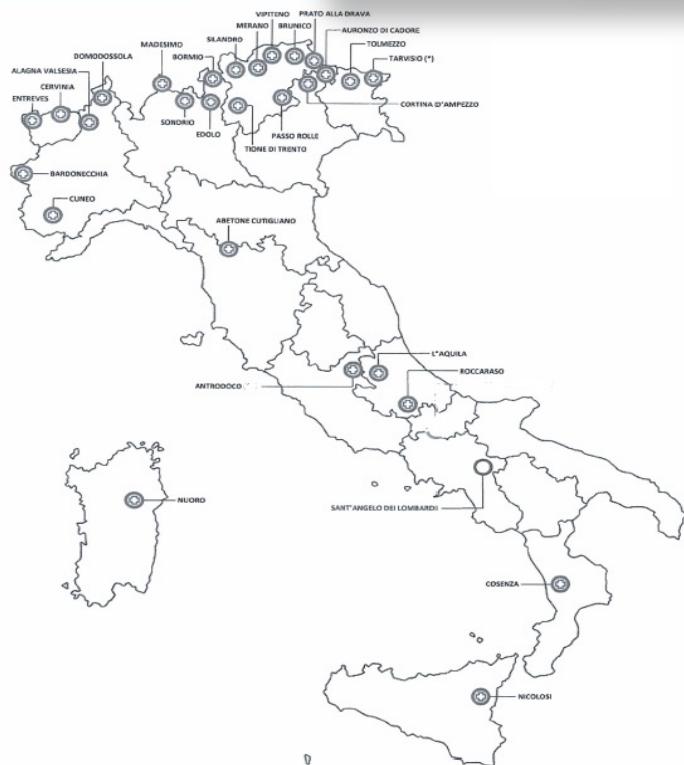 VIPITENO
PRATO ALLA DRAVA
MERANO
BRUNICO
AURONZO DI CADORE
SILANDRO
TOLMEZZO
MADESIMO
BORMIO
TARVISIO (*)
DOMODOSSOLA
ALAGNA VALSESIA
CERVINIA
ENTREVES
CORTINA D'AMPEZZO
SONDRIO
EDOLO
PASSO ROLLE
TIONE DI TRENTO
BARDONECCHIA
CUNEO
ABETONE CUTIGLIANO
L'AQUILA
ROCCARASO
ANTRODOCO
NUORO
SANT'ANGELO DEI LOMBARDI
COSENZA
NICOLOSI